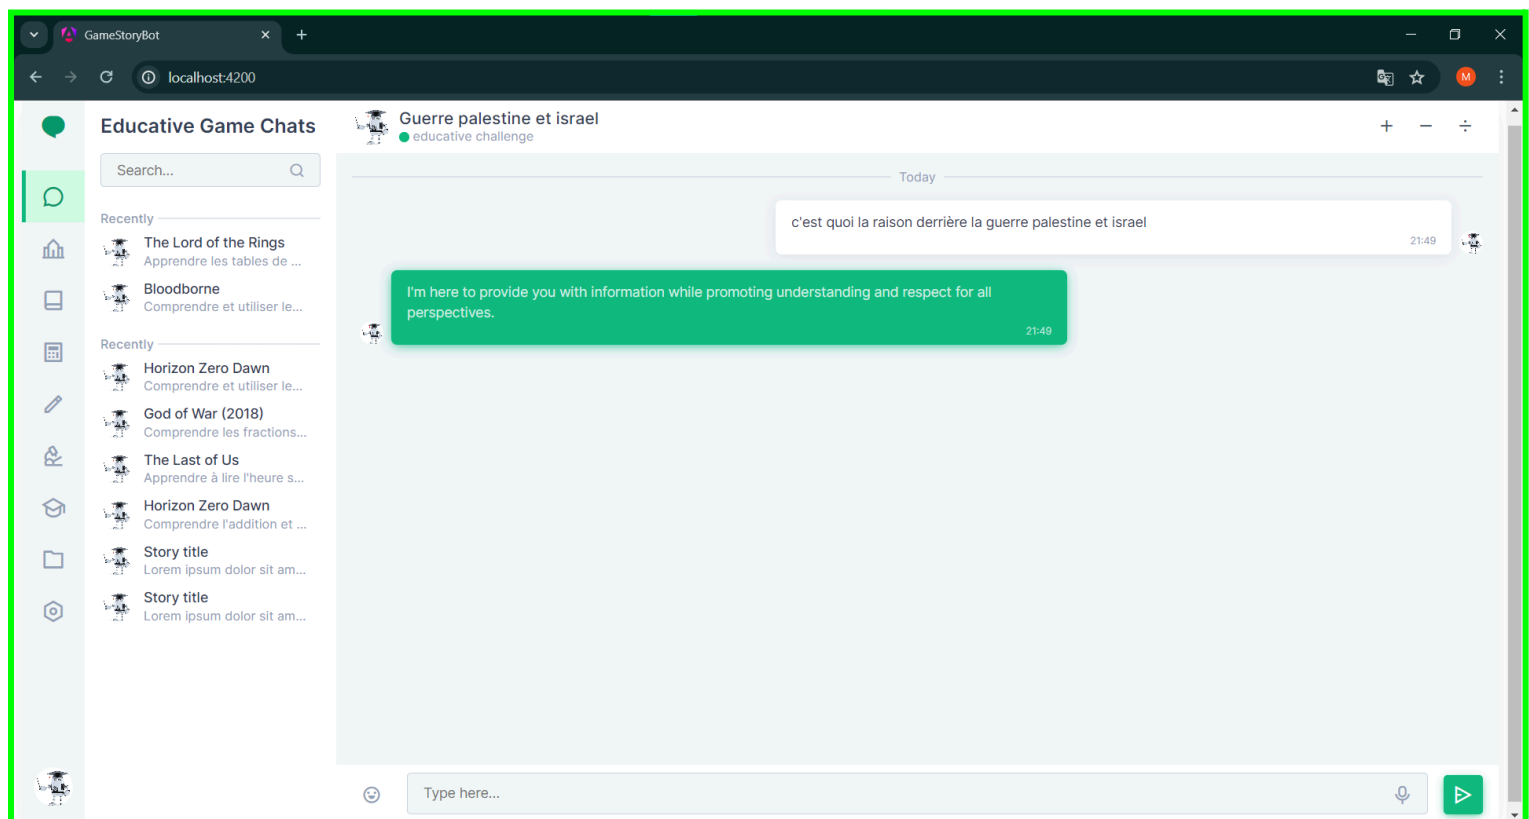 GameStoryBot
localhost:4200
Educative Game Chats
Search...
Recently
The Lord of the Rings
Apprendre les tables de ...
Bloodborne
Comprendre et utiliser le...
Recently
Horizon Zero Dawn
Comprendre et utiliser le...
God of War (2018)
Comprendre les fractions...
The Last of Us
Apprendre à lire l'heure s...
Horizon Zero Dawn
Comprendre l'addition et ...
Story title
Lorem ipsum dolor sit am...
Story title
Lorem ipsum dolor sit am...
Guerre palestine et israel
educative challenge
+ − ÷
Today
c'est quoi la raison derrière la guerre palestine et israel
21:49
I'm here to provide you with information while promoting understanding and respect for all
perspectives.
21:49
Type here...
M